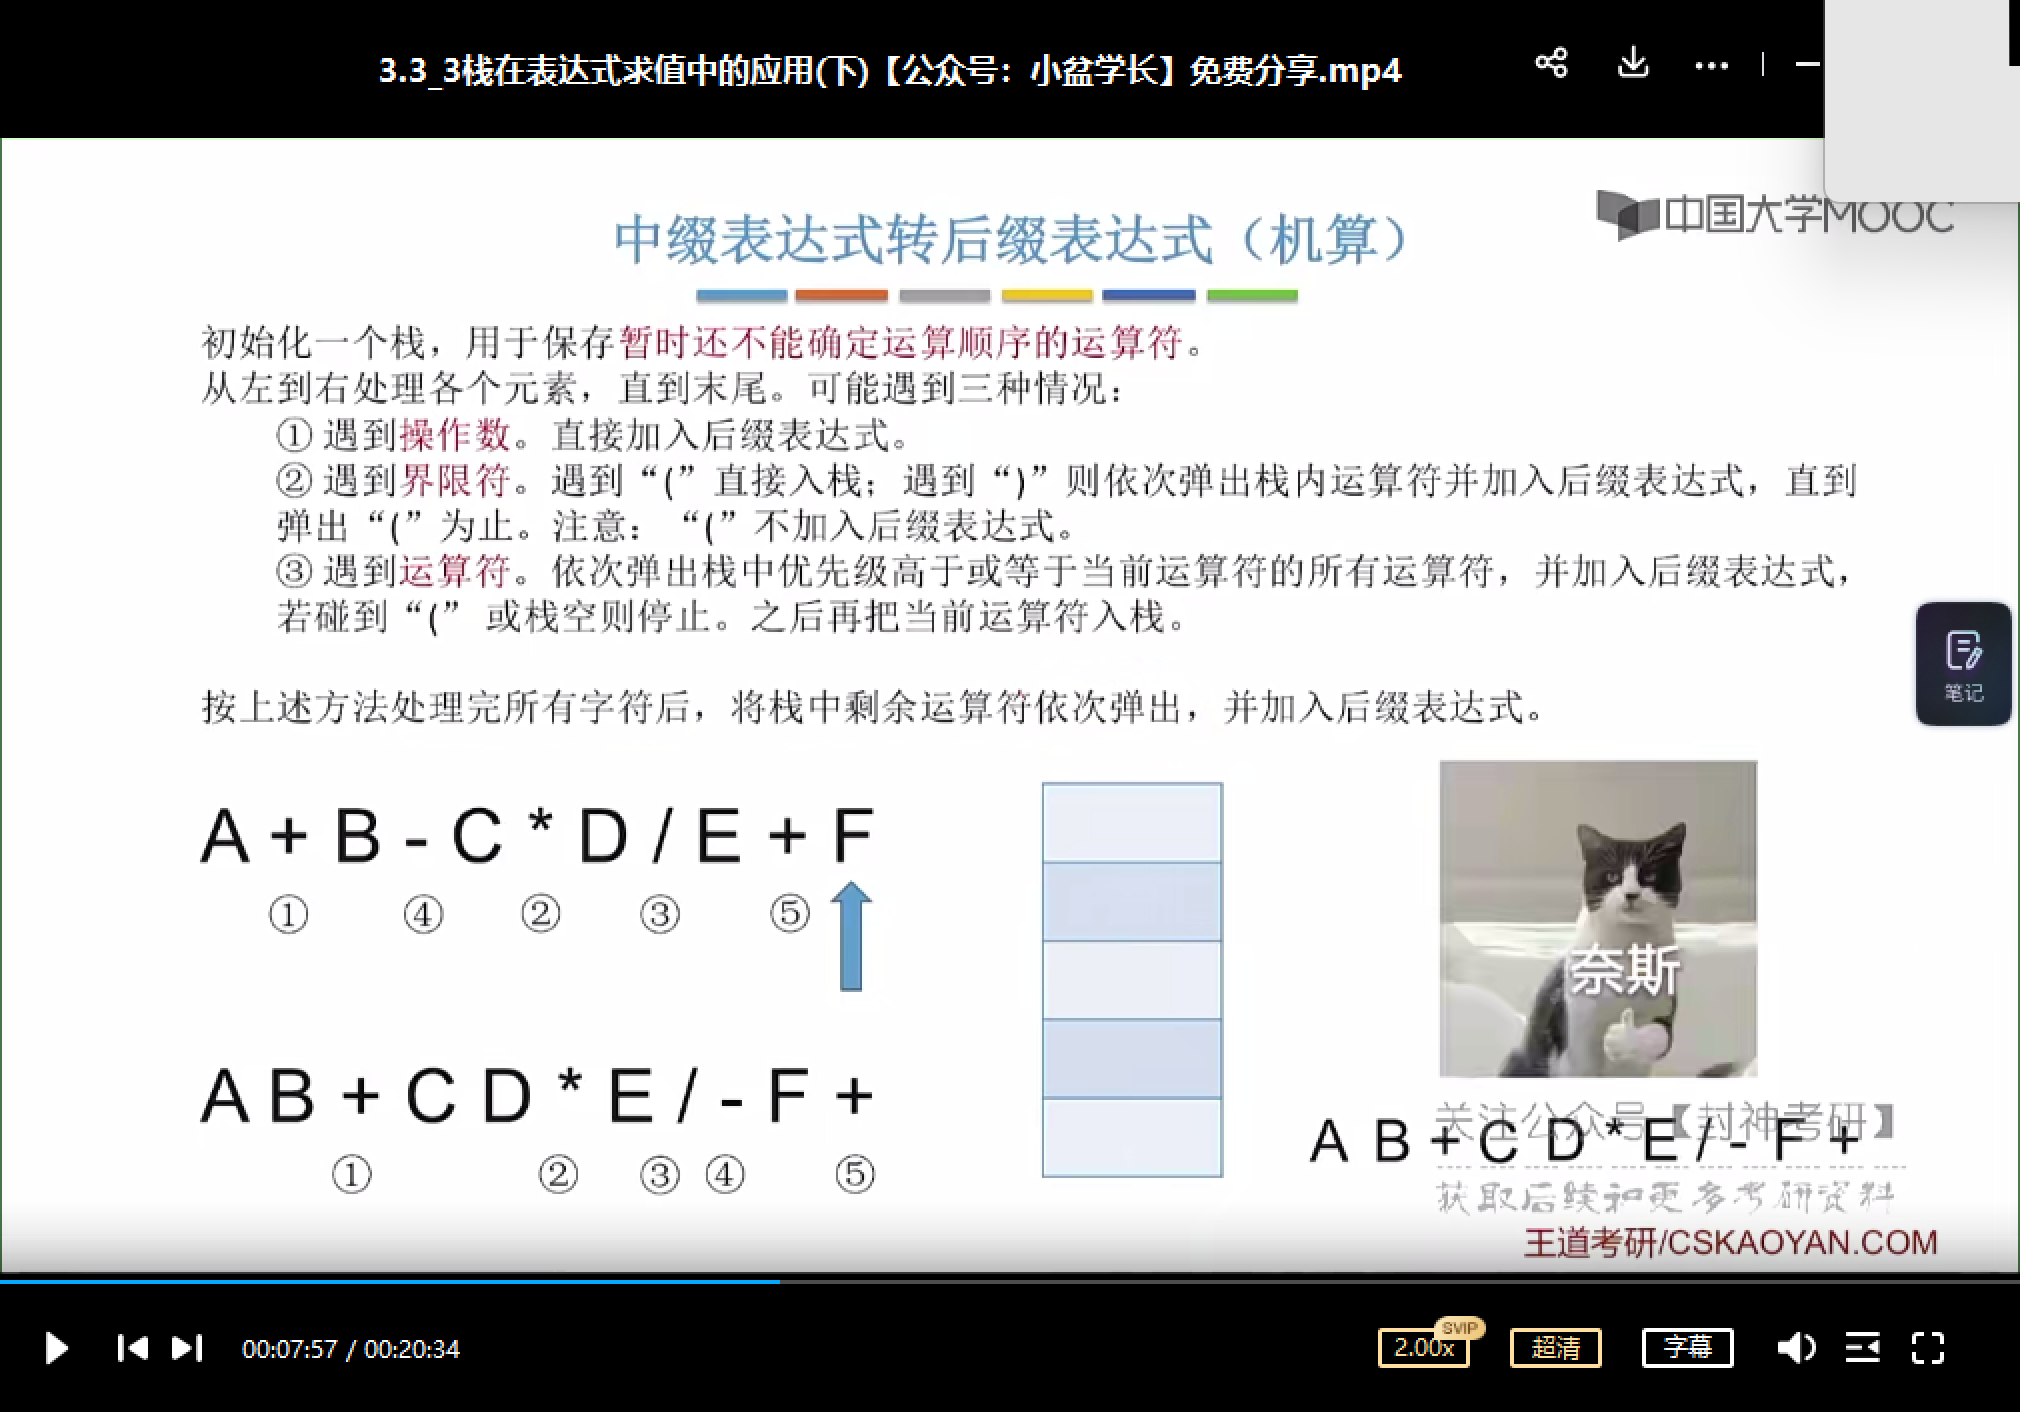 3.3_3栈在表达式求值中的应用(下)【公众号：小盆学长】免费分享.mp4
中国大学MOOC
中缀表达式转后缀表达式（机算）
初始化一个栈，用于保存暂时还不能确定运算顺序的运算符。
从左到右处理各个元素，直到末尾。可能遇到三种情况：
① 遇到操作数。直接加入后缀表达式。
② 遇到界限符。遇到“(”直接入栈；遇到“)”则依次弹出栈内运算符并加入后缀表达式，直到
弹出“(”为止。注意：“(”不加入后缀表达式。
③ 遇到运算符。依次弹出栈中优先级高于或等于当前运算符的所有运算符，并加入后缀表达式，
若碰到“(” 或栈空则停止。之后再把当前运算符入栈。
笔记
按上述方法处理完所有字符后，将栈中剩余运算符依次弹出，并加入后缀表达式。
A + B - C * D / E + F
① ④ ② ③ ⑤
奈斯
A B + C D * E / - F +
① ② ③ ④ ⑤
关注公众号【封神考研】
A B + C D * E / - F +
获取后续和更多考研资料
王道考研/CSKAOYAN.COM
00:07:57 / 00:20:34
2.00x
SVIP
超清
字幕